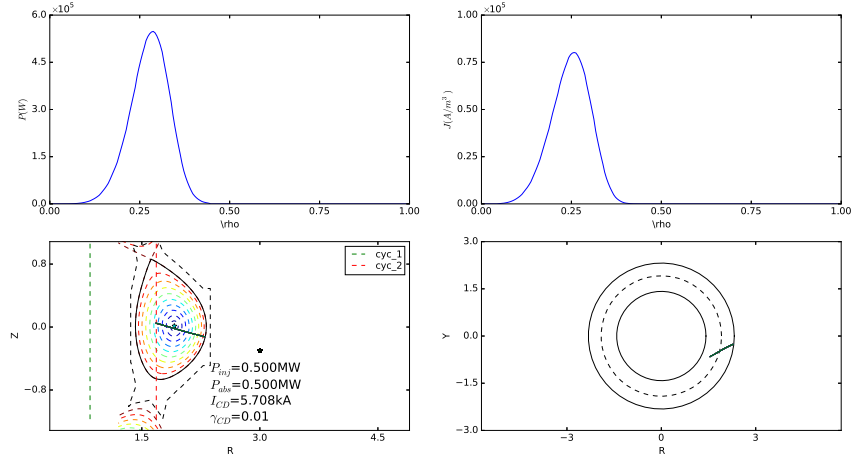 ×10⁵
6.0
4.5
3.0
1.5
0.0
P(W)
0.00 0.25 0.50 0.75 1.00
\rho
×10⁵
1.00
0.75
0.50
0.25
0.00
J(A/m³)
0.00 0.25 0.50 0.75 1.00
\rho
0.8
0.0
−0.8
Z
cyc_1
cyc_2
P_inj=0.500MW
P_abs=0.500MW
I_CD=5.708kA
γ_CD=0.01
1.5 3.0 4.5
R
3.0
1.5
0.0
−1.5
−3.0
Y
−3 0 3
R